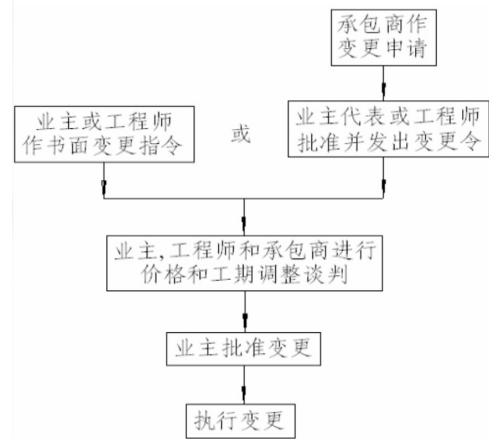 承包商作
变更申请
业主或工程师
作书面变更指令
或
业主代表或工程师
批准并发出变更令
业主,工程师和承包商进行
价格和工期调整谈判
业主批准变更
执行变更